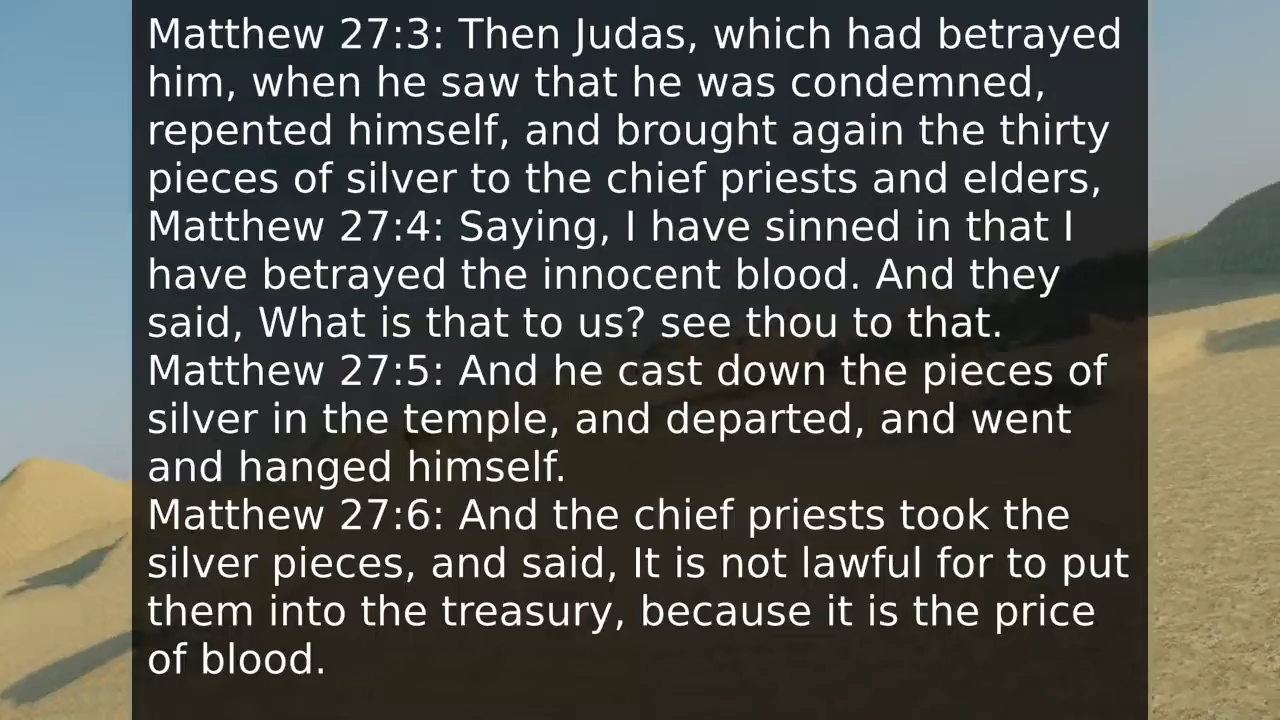 Matthew 27:3: Then Judas, which had betrayed
him, when he saw that he was condemned,
repented himself, and brought again the thirty
pieces of silver to the chief priests and elders,
Matthew 27:4: Saying, I have sinned in that I
have betrayed the innocent blood. And they
said, What is that to us? see thou to that.
Matthew 27:5: And he cast down the pieces of
silver in the temple, and departed, and went
and hanged himself.
Matthew 27:6: And the chief priests took the
silver pieces, and said, It is not lawful for to put
them into the treasury, because it is the price
of blood.